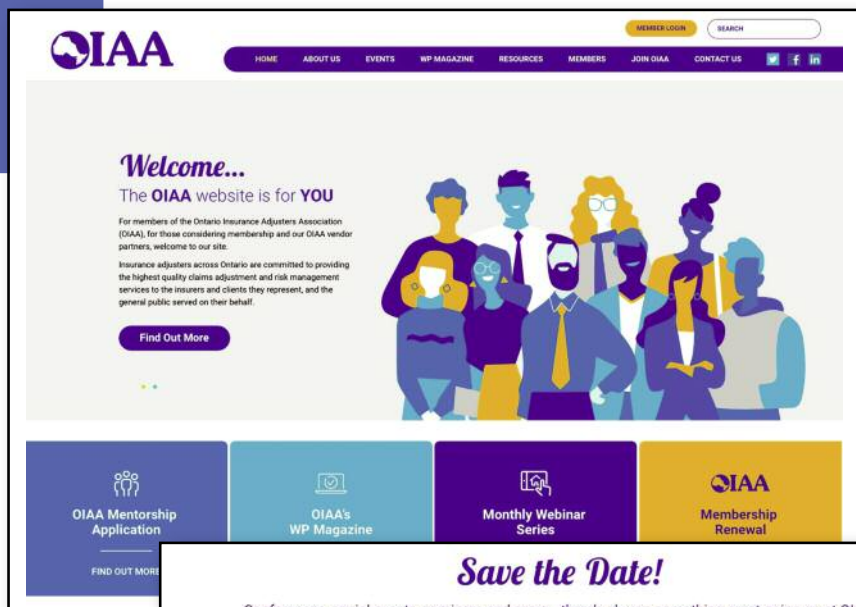 MEMBER LOGIN
SEARCH
OIAA
HOME ABOUT US EVENTS WP MAGAZINE RESOURCES MEMBERS JOIN OIAA CONTACT US
Welcome...
The OIAA website is for YOU
For members of the Ontario Insurance Adjusters Association
(OIAA), for those considering membership and our OIAA vendor
partners, welcome to our site.
Insurance adjusters across Ontario are committed to providing
the highest quality claims adjustment and risk management
services to the insurers and clients they represent, and the
general public served on their behalf.
Find Out More
OIAA Mentorship
Application
FIND OUT MORE
OIAA's
WP Magazine
Monthly Webinar
Series
OIAA
Membership
Renewal
Save the Date!